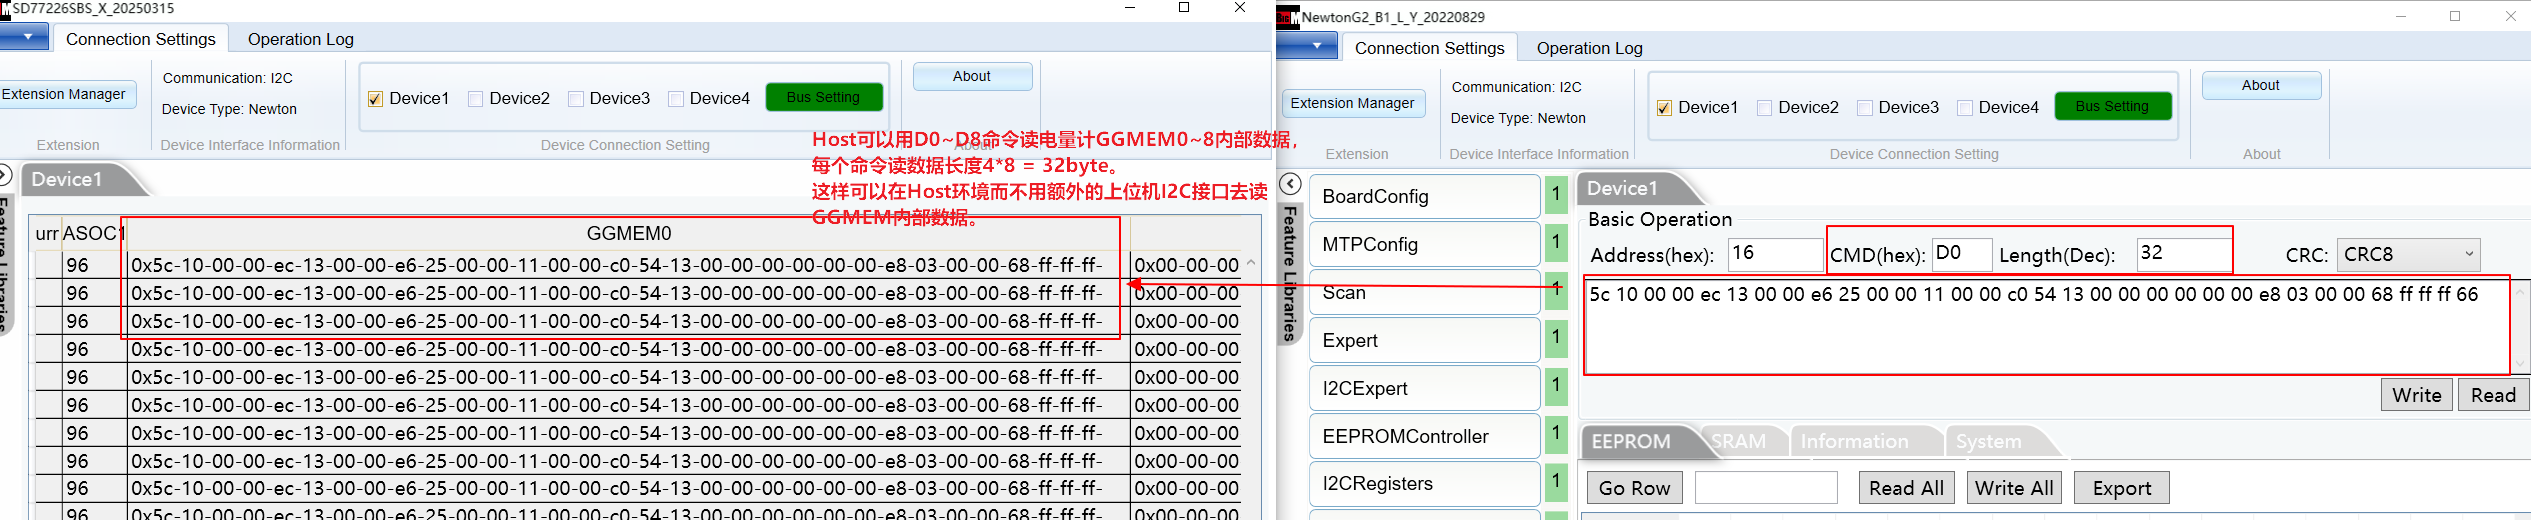 SD77226SBS_X_20250315
Connection Settings
Operation Log
Extension Manager
Extension
Communication: I2C
Device Type: Newton
Device Interface Information
Device1
Device2
Device3
Device4
Bus Setting
Device Connection Setting
About
About
Host可以用D0~D8命令读电量计GGMEM0~8内部数据，
每个命令读数据长度4*8 = 32byte。
这样可以在Host环境而不用额外的上位机I2C接口去读
GGMEM内部数据。
Feature Libraries
Device1
urr ASOC1 GGMEM0
96 0x5c-10-00-00-ec-13-00-00-e6-25-00-00-11-00-00-c0-54-13-00-00-00-00-00-00-e8-03-00-00-68-ff-ff-ff- 0x00-00-00
96 0x5c-10-00-00-ec-13-00-00-e6-25-00-00-11-00-00-c0-54-13-00-00-00-00-00-00-e8-03-00-00-68-ff-ff-ff- 0x00-00-00
96 0x5c-10-00-00-ec-13-00-00-e6-25-00-00-11-00-00-c0-54-13-00-00-00-00-00-00-e8-03-00-00-68-ff-ff-ff- 0x00-00-00
96 0x5c-10-00-00-ec-13-00-00-e6-25-00-00-11-00-00-c0-54-13-00-00-00-00-00-00-e8-03-00-00-68-ff-ff-ff- 0x00-00-00
96 0x5c-10-00-00-ec-13-00-00-e6-25-00-00-11-00-00-c0-54-13-00-00-00-00-00-00-e8-03-00-00-68-ff-ff-ff- 0x00-00-00
96 0x5c-10-00-00-ec-13-00-00-e6-25-00-00-11-00-00-c0-54-13-00-00-00-00-00-00-e8-03-00-00-68-ff-ff-ff- 0x00-00-00
96 0x5c-10-00-00-ec-13-00-00-e6-25-00-00-11-00-00-c0-54-13-00-00-00-00-00-00-e8-03-00-00-68-ff-ff-ff- 0x00-00-00
96 0x5c-10-00-00-ec-13-00-00-e6-25-00-00-11-00-00-c0-54-13-00-00-00-00-00-00-e8-03-00-00-68-ff-ff-ff- 0x00-00-00
96 0x5c-10-00-00-ec-13-00-00-e6-25-00-00-11-00-00-c0-54-13-00-00-00-00-00-00-e8-03-00-00-68-ff-ff-ff- 0x00-00-00
96 0x5c-10-00-00-ec-13-00-00-e6-25-00-00-11-00-00-c0-54-13-00-00-00-00-00-00-e8-03-00-00-68-ff-ff-ff- 0x00-00-00
NewtonG2_B1_L_Y_20220829
Connection Settings
Operation Log
Extension Manager
Extension
Communication: I2C
Device Type: Newton
Device Interface Information
Device1
Device2
Device3
Device4
Bus Setting
Device Connection Setting
About
About
Feature Libraries
BoardConfig 1
MTPConfig 1
Scan 1
Expert 1
I2CExpert 1
EEPROMController 1
I2CRegisters 1
Device1
Basic Operation
Address(hex): 16 CMD(hex): D0 Length(Dec): 32 CRC: CRC8
5c 10 00 00 ec 13 00 00 e6 25 00 00 11 00 00 c0 54 13 00 00 00 00 00 00 e8 03 00 00 68 ff ff ff 66
Write
Read
EEPROM
SRAM
Information
System
Go Row
Read All
Write All
Export